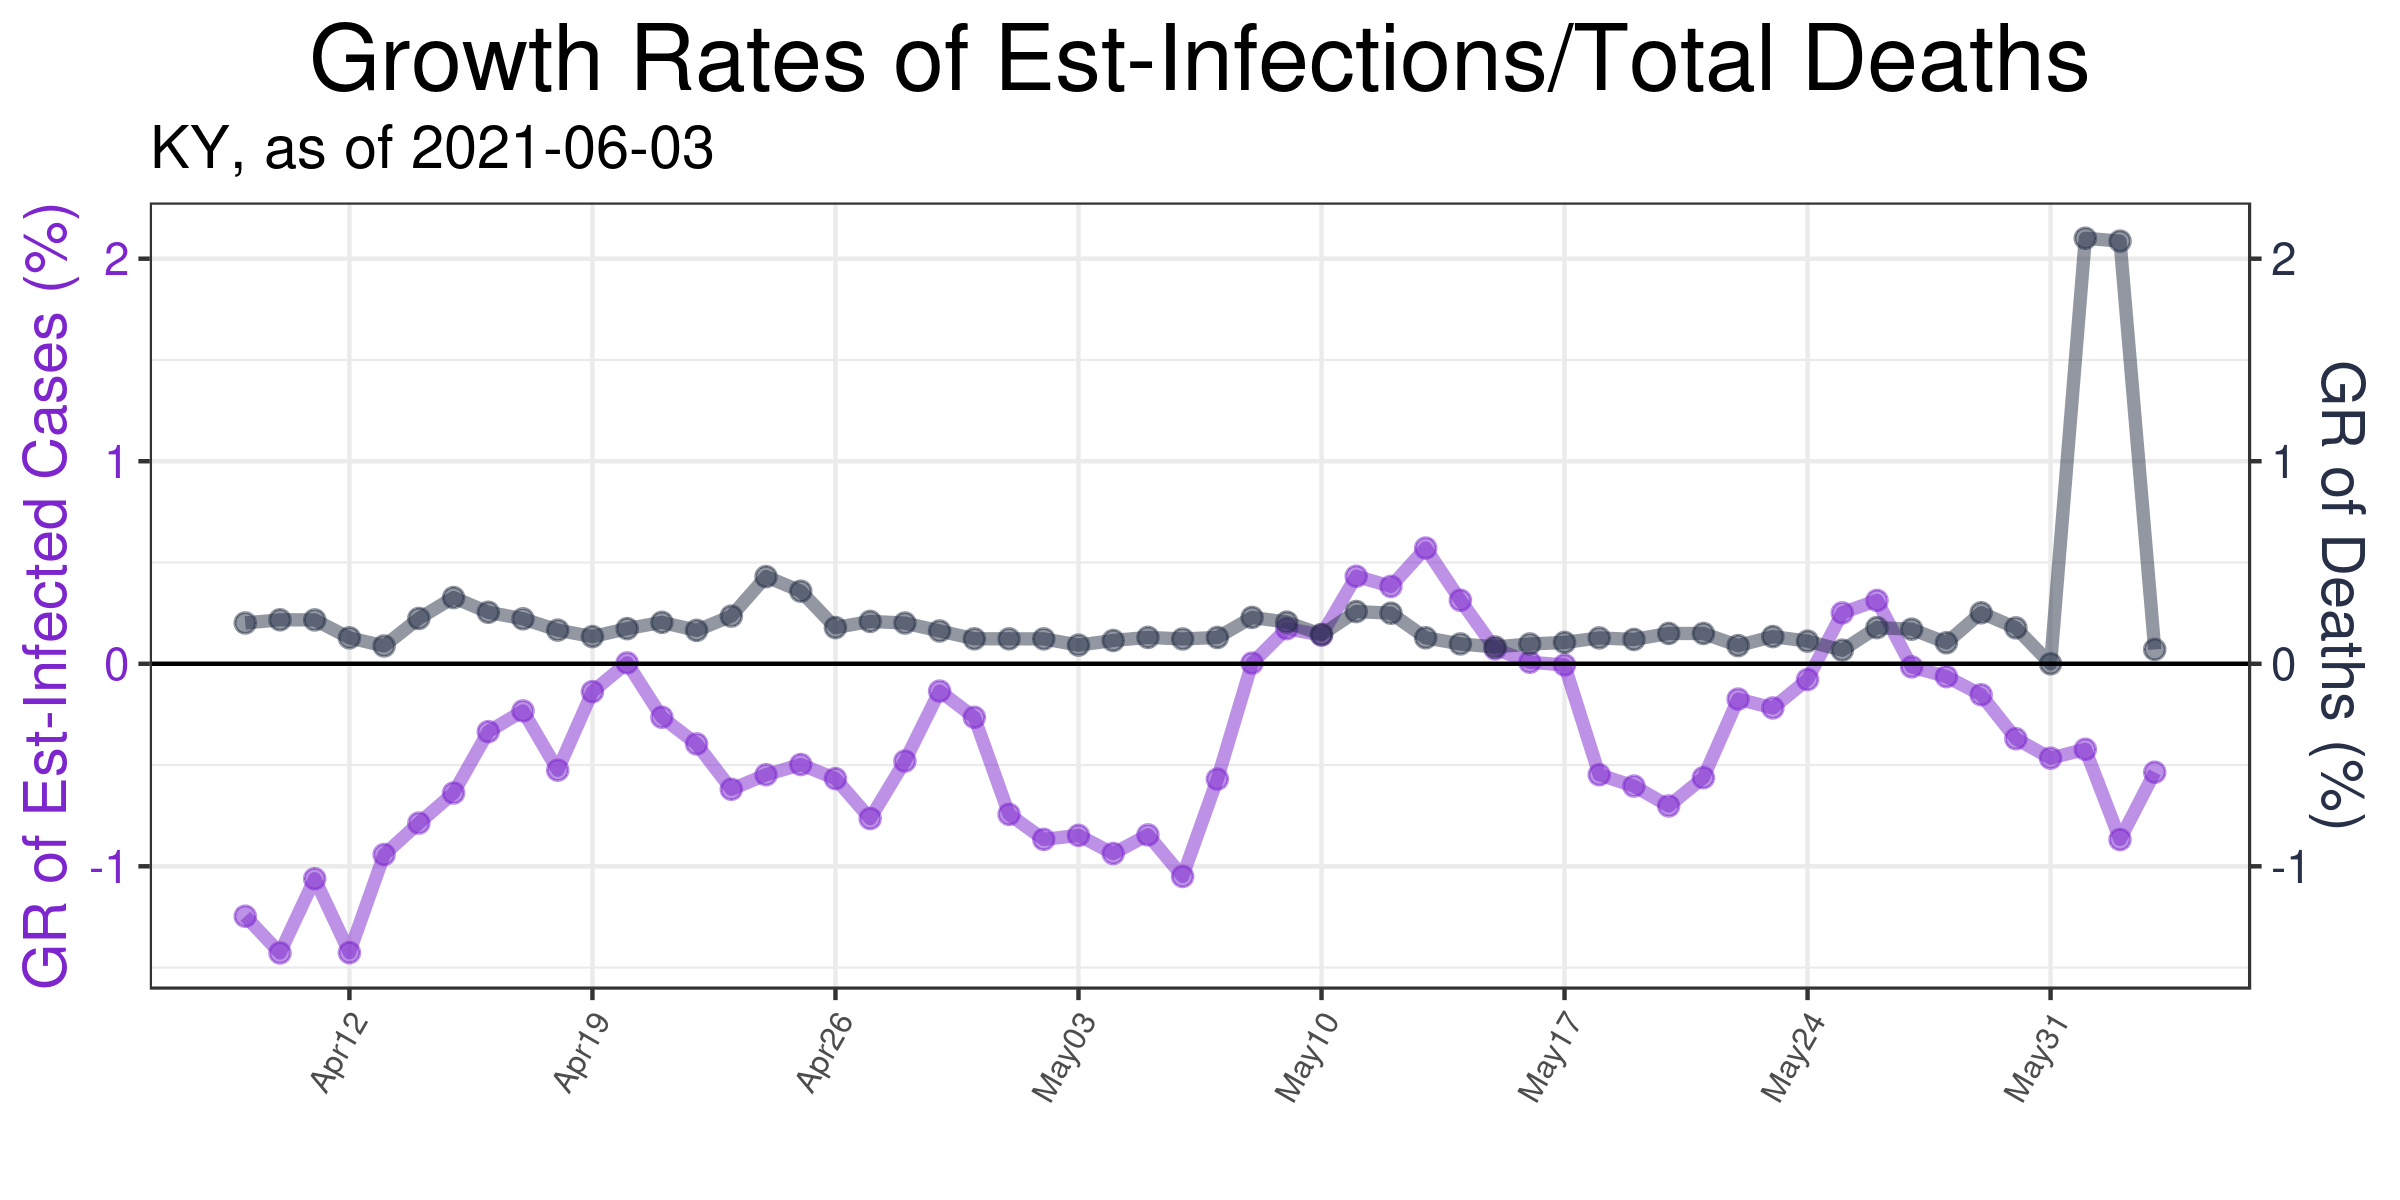 Growth Rates of Est-Infections/Total Deaths
KY, as of 2021-06-03
GR of Est-Infected Cases (%)
2
1
0
-1
2
1
0
-1
GR of Deaths (%)
Apr12
Apr19
Apr26
May03
May10
May17
May24
May31